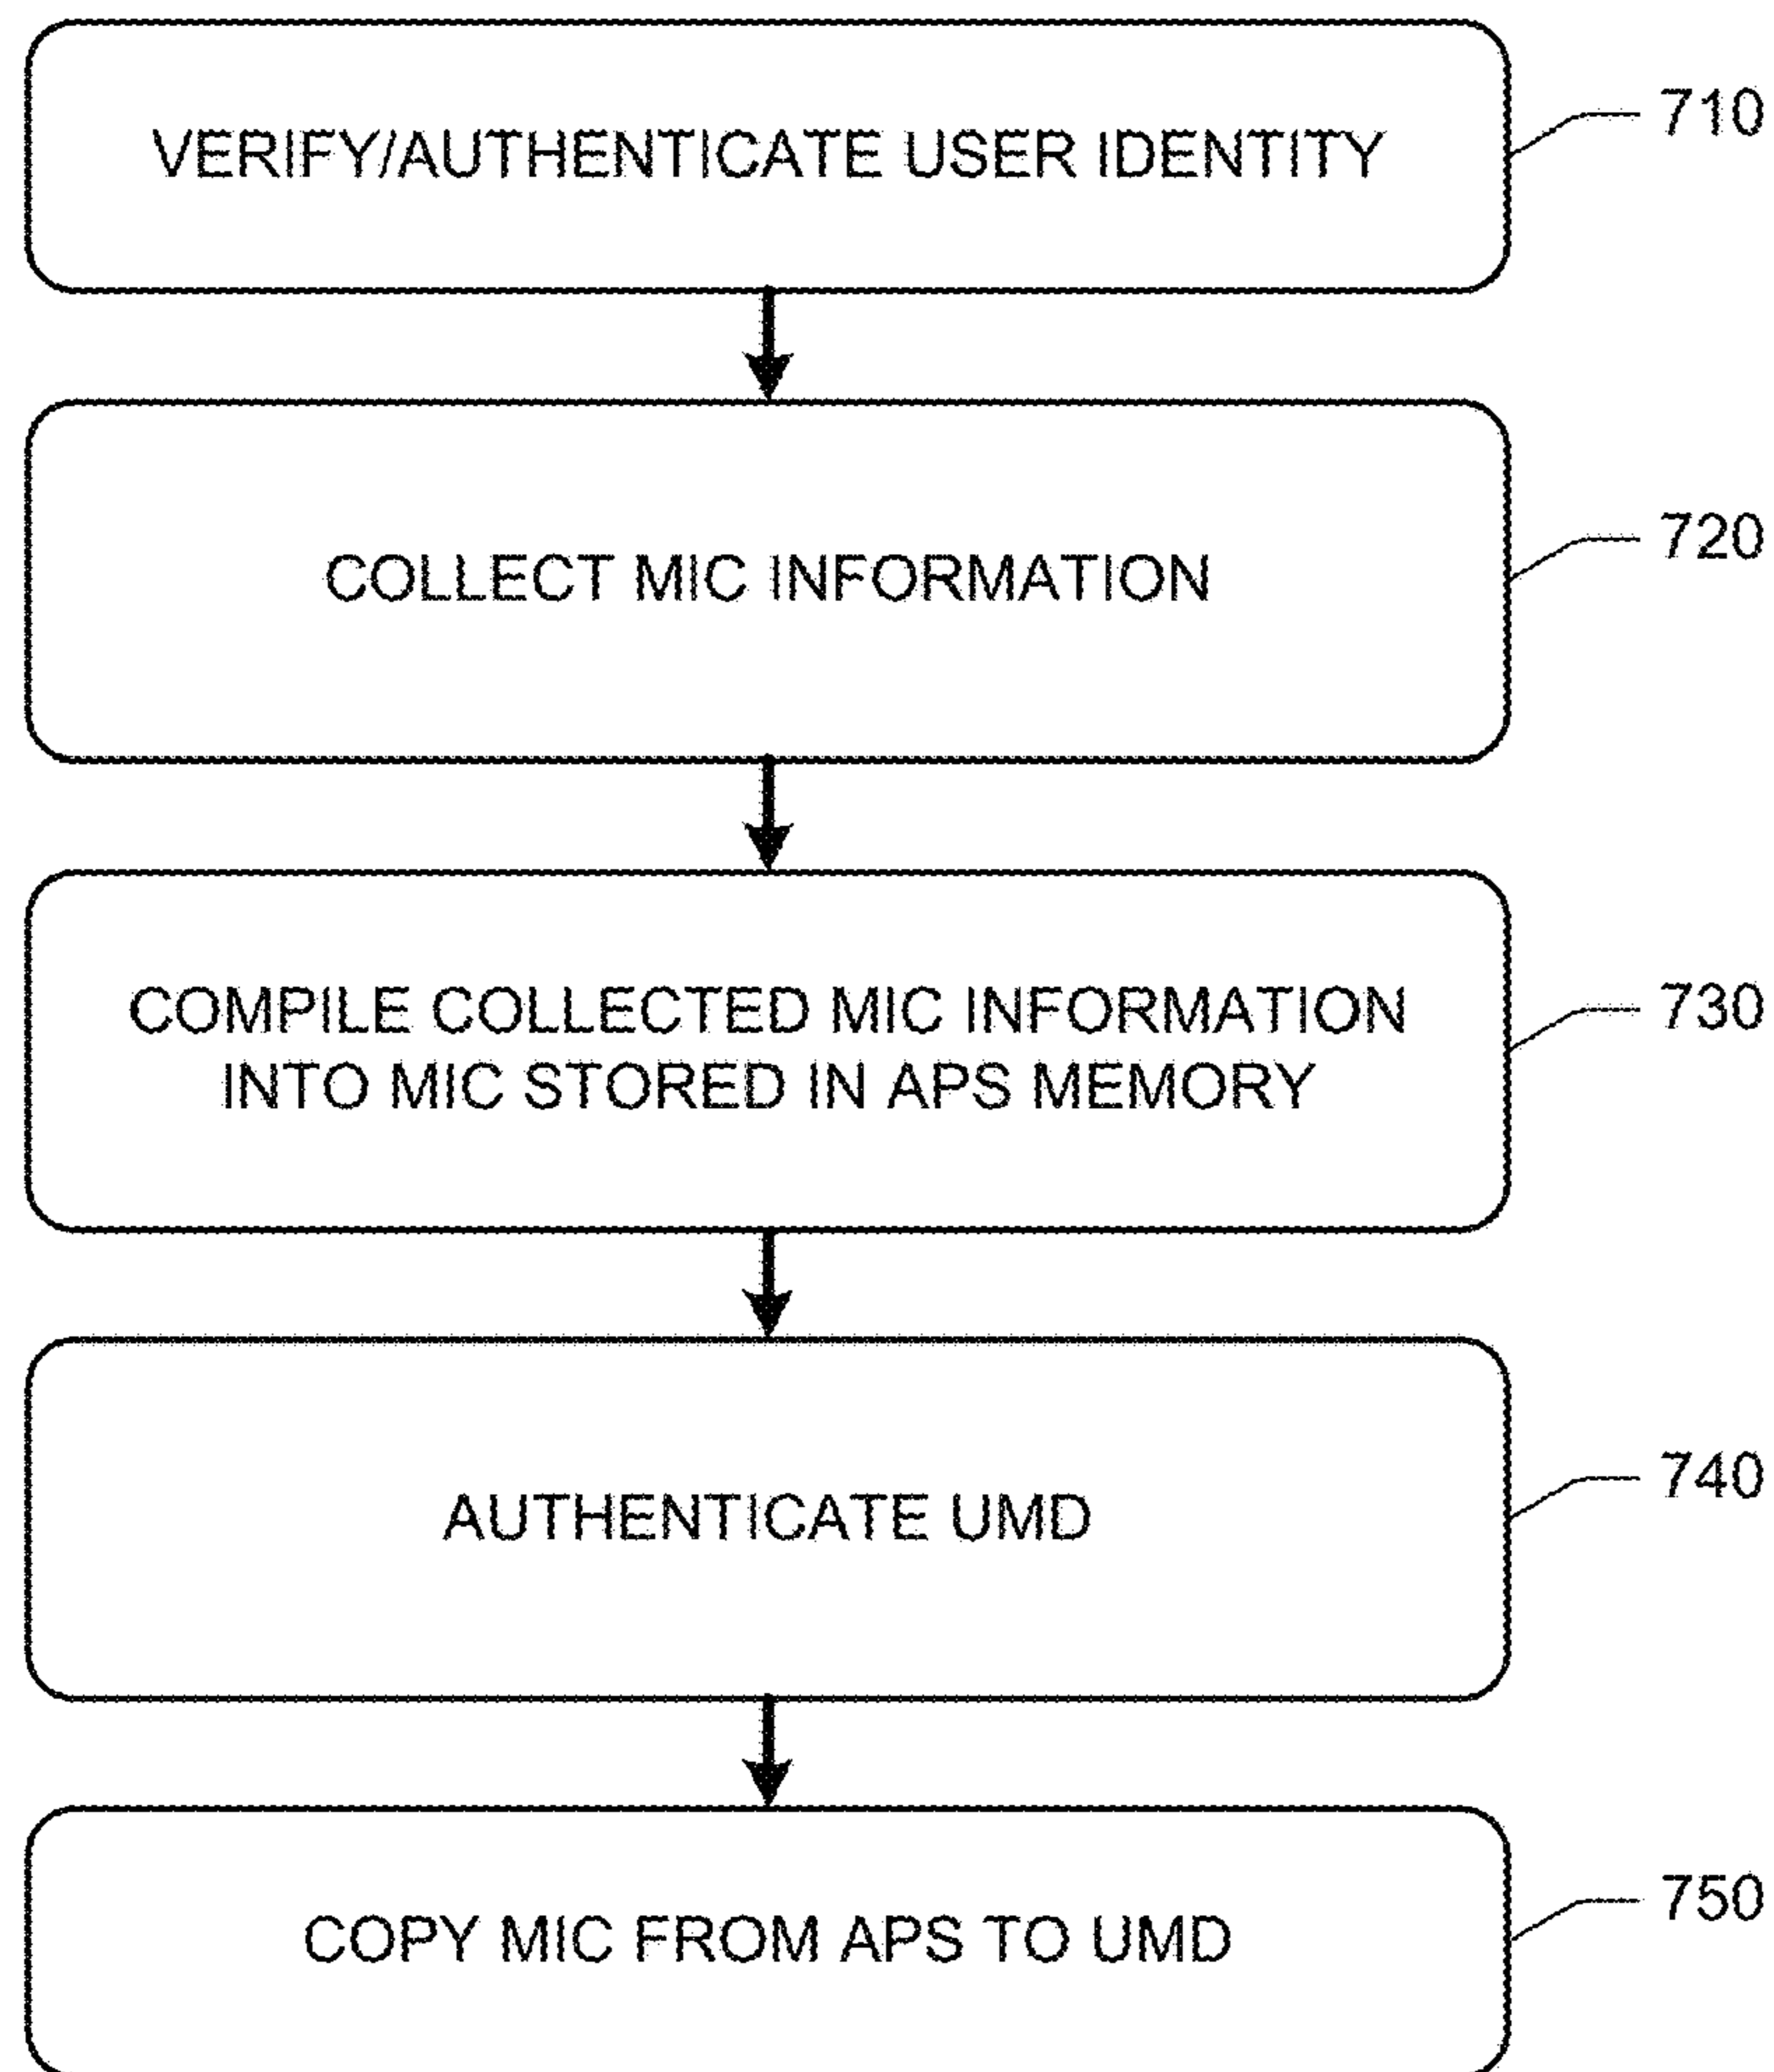 VERIFY/AUTHENTICATE USER IDENTITY
710
COLLECT MIC INFORMATION
720
COMPILE COLLECTED MIC INFORMATION
INTO MIC STORED IN APS MEMORY
730
AUTHENTICATE UMD
740
COPY MIC FROM APS TO UMD
750